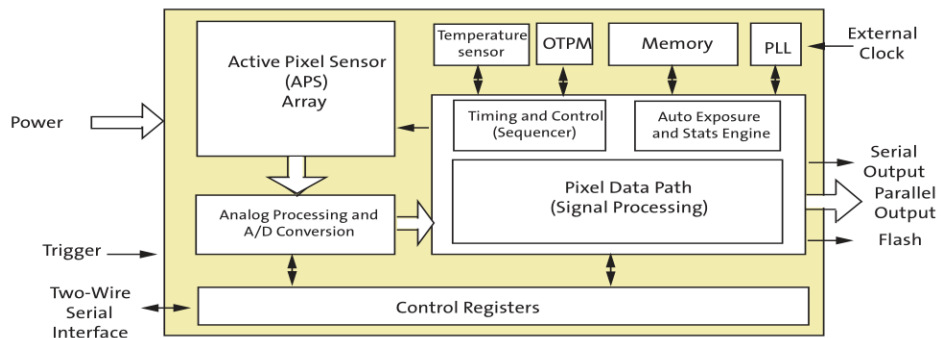 Temperature
sensor
OTPM
Memory
PLL
External
Clock
Active Pixel Sensor
(APS)
Array
Power
Timing and Control
(Sequencer)
Auto Exposure
and Stats Engine
Pixel Data Path
(Signal Processing)
Serial
Output
Parallel
Output
Flash
Analog Processing and
A/D Conversion
Trigger
Two-Wire
Serial
Interface
Control Registers